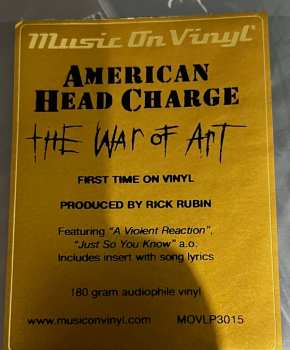 Music On Vinyl
AMERICAN
HEAD CHARGE
THE WAR OF ART
FIRST TIME ON VINYL
PRODUCED BY RICK RUBIN
Featuring "A Violent Reaction",
"Just So You Know" a.o.
Includes insert with song lyrics
180 gram audiophile vinyl
www.musiconvinyl.com MOVLP3015